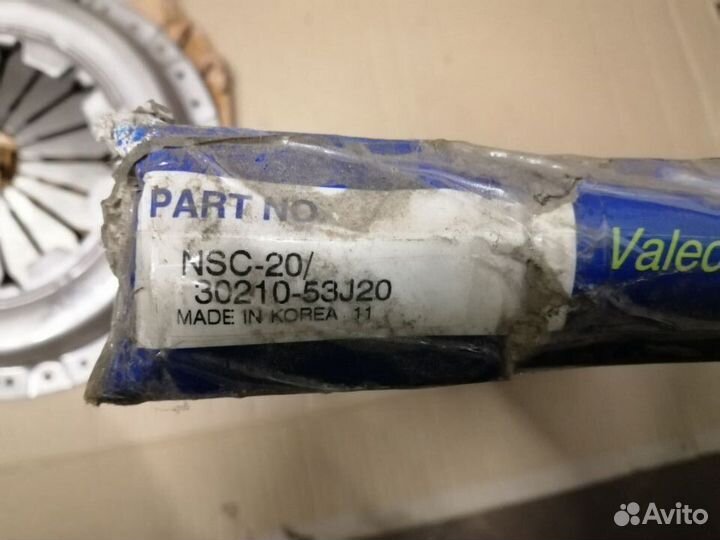 PART NO.
NSC-20/
30210-53J20
MADE IN KOREA 11
Valeo
Avito